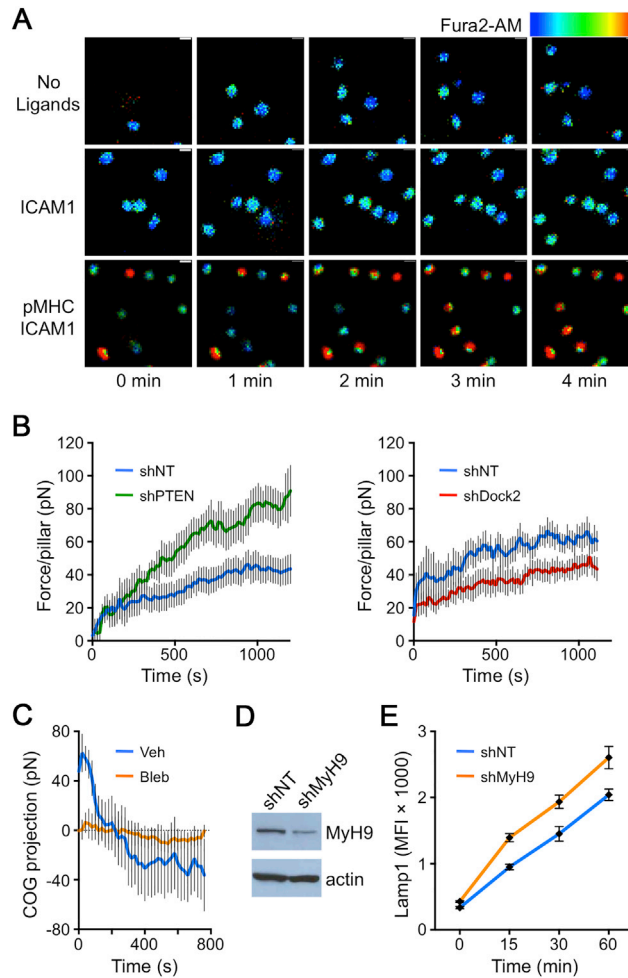 A
Fura2-AM
No
Ligands
ICAM1
pMHC
ICAM1
0 min 1 min 2 min 3 min 4 min
B
120
100
80
60
40
20
0
Force/pillar (pN)
shNT
shPTEN
0 500 1000
Time (s)
120
100
80
60
40
20
0
Force/pillar (pN)
shNT
shDock2
0 500 1000
Time (s)
C
80
40
0
-40
-80
COG projection (pN)
Veh
Bleb
0 400 800
Time (s)
D
shNT
shMyH9
MyH9
actin
E
3
2
1
0
Lamp1 (MFI × 1000)
shNT
shMyH9
0 15 30 60
Time (min)